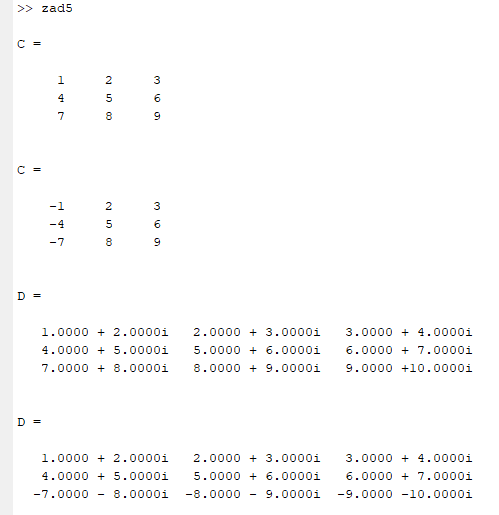 >> zad5
C =
1 2 3
4 5 6
7 8 9
C =
-1 2 3
-4 5 6
-7 8 9
D =
1.0000 + 2.0000i 2.0000 + 3.0000i 3.0000 + 4.0000i
4.0000 + 5.0000i 5.0000 + 6.0000i 6.0000 + 7.0000i
7.0000 + 8.0000i 8.0000 + 9.0000i 9.0000 +10.0000i
D =
1.0000 + 2.0000i 2.0000 + 3.0000i 3.0000 + 4.0000i
4.0000 + 5.0000i 5.0000 + 6.0000i 6.0000 + 7.0000i
-7.0000 - 8.0000i -8.0000 - 9.0000i -9.0000 -10.0000i